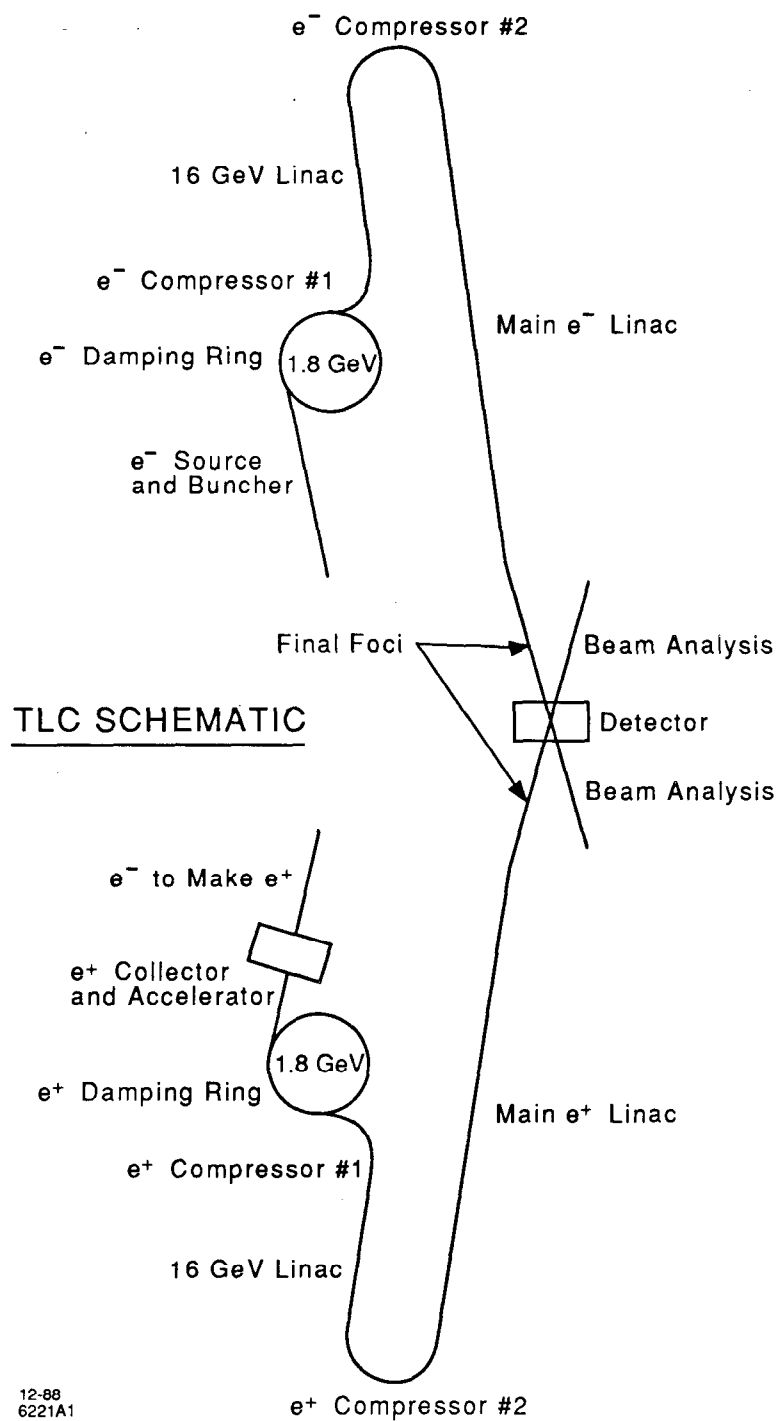 e⁻ Compressor #2
16 GeV Linac
e⁻ Compressor #1
Main e⁻ Linac
e⁻ Damping Ring
1.8 GeV
e⁻ Source
and Buncher
Final Foci
Beam Analysis
TLC SCHEMATIC
Detector
Beam Analysis
e⁻ to Make e⁺
e⁺ Collector
and Accelerator
1.8 GeV
e⁺ Damping Ring
Main e⁺ Linac
e⁺ Compressor #1
16 GeV Linac
12-88
6221A1
e⁺ Compressor #2